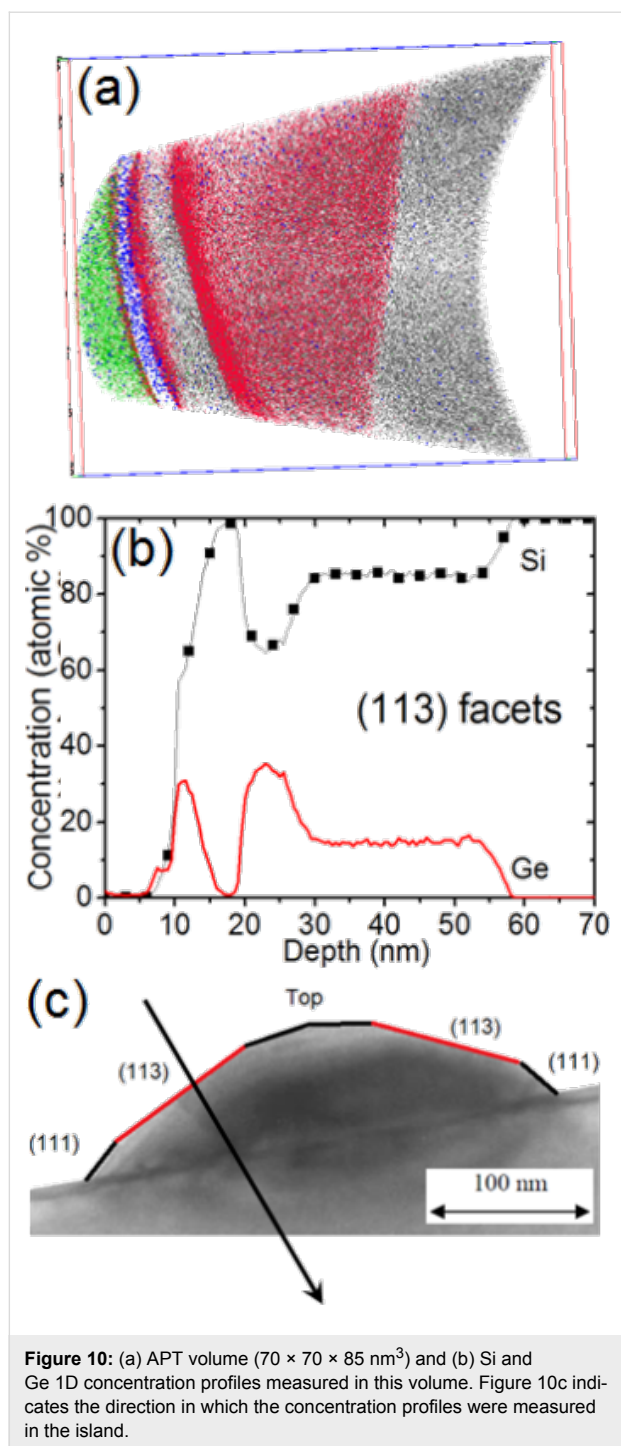 (a)
(b)
100
80
60
40
20
0
Concentration (atomic %)
Si
(113) facets
Ge
0 10 20 30 40 50 60 70
Depth (nm)
(c)
Top
(113)
(113)
(111)
(111)
100 nm
Figure 10: (a) APT volume (70 × 70 × 85 nm³) and (b) Si and
Ge 1D concentration profiles measured in this volume. Figure 10c indi-
cates the direction in which the concentration profiles were measured
in the island.